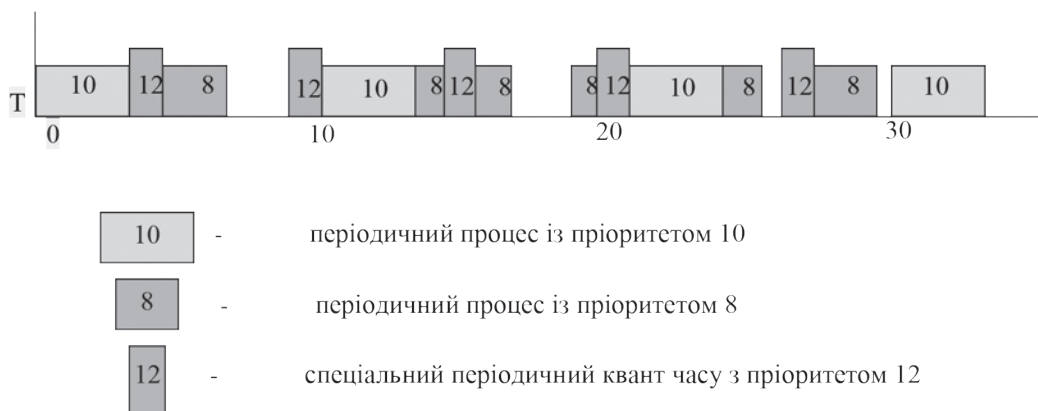 10 12 8 12 10 8 12 8 8 12 10 8 12 8 10
T
0 10 20 30
10 - періодичний процес із пріоритетом 10
8 - періодичний процес із пріоритетом 8
12 - спеціальний періодичний квант часу з пріоритетом 12